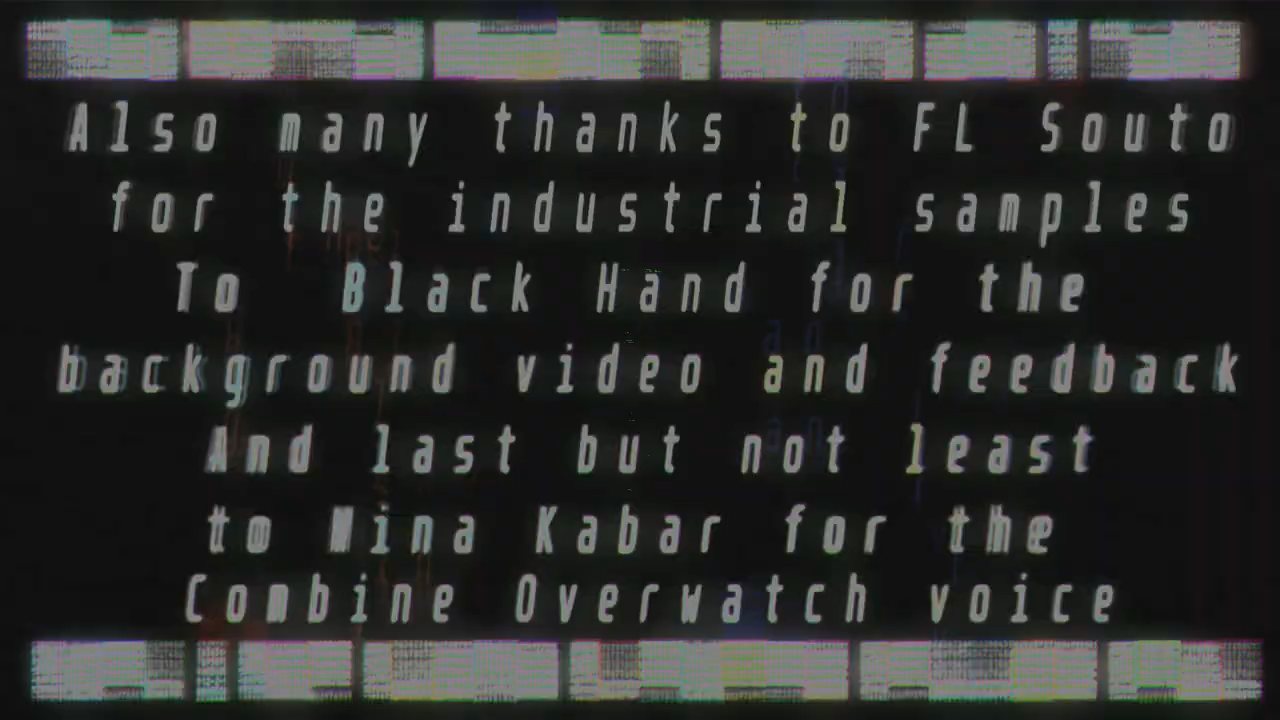 Also many thanks to FL Souto
for the industrial samples
To Black Hand for the
background video and feedback
And last but not least
to Mina Kabar for the
Combine Overwatch voice